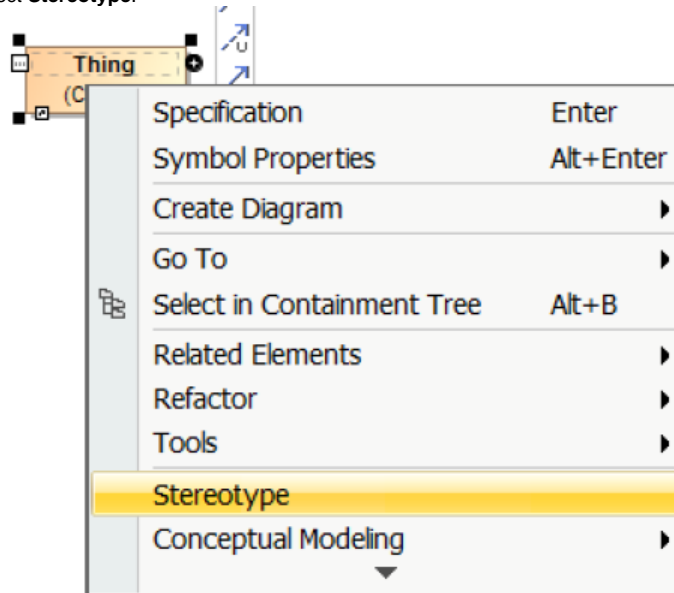 Stereotype.
Thing
(C
Specification Enter
Symbol Properties Alt+Enter
Create Diagram
Go To
Select in Containment Tree Alt+B
Related Elements
Refactor
Tools
Stereotype
Conceptual Modeling